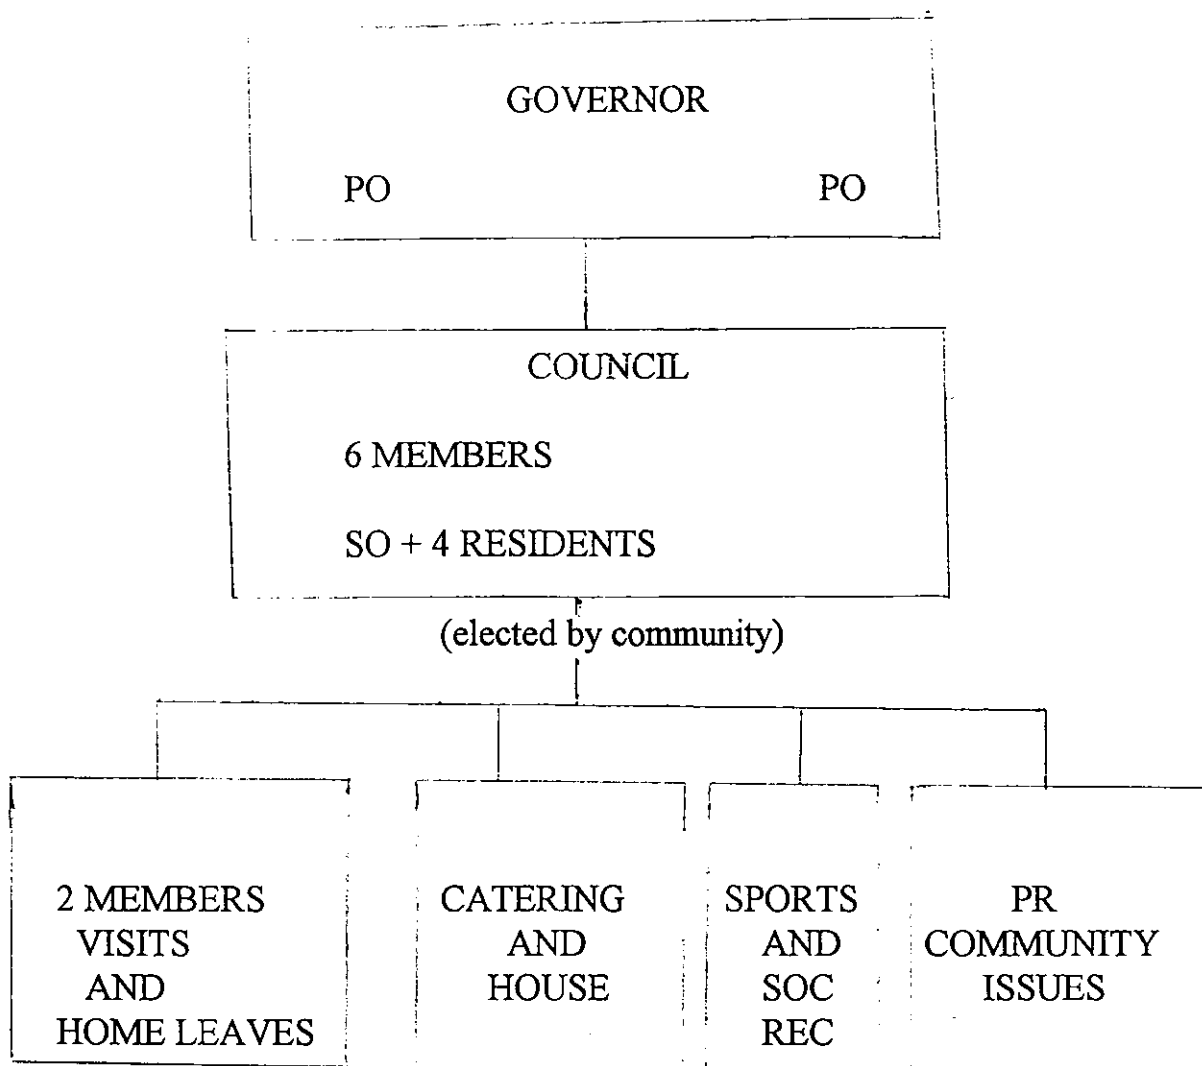 GOVERNOR
PO PO
COUNCIL
6 MEMBERS
SO + 4 RESIDENTS
(elected by community)
2 MEMBERS
VISITS
AND
HOME LEAVES
CATERING
AND
HOUSE
SPORTS
AND
SOC
REC
PR
COMMUNITY
ISSUES